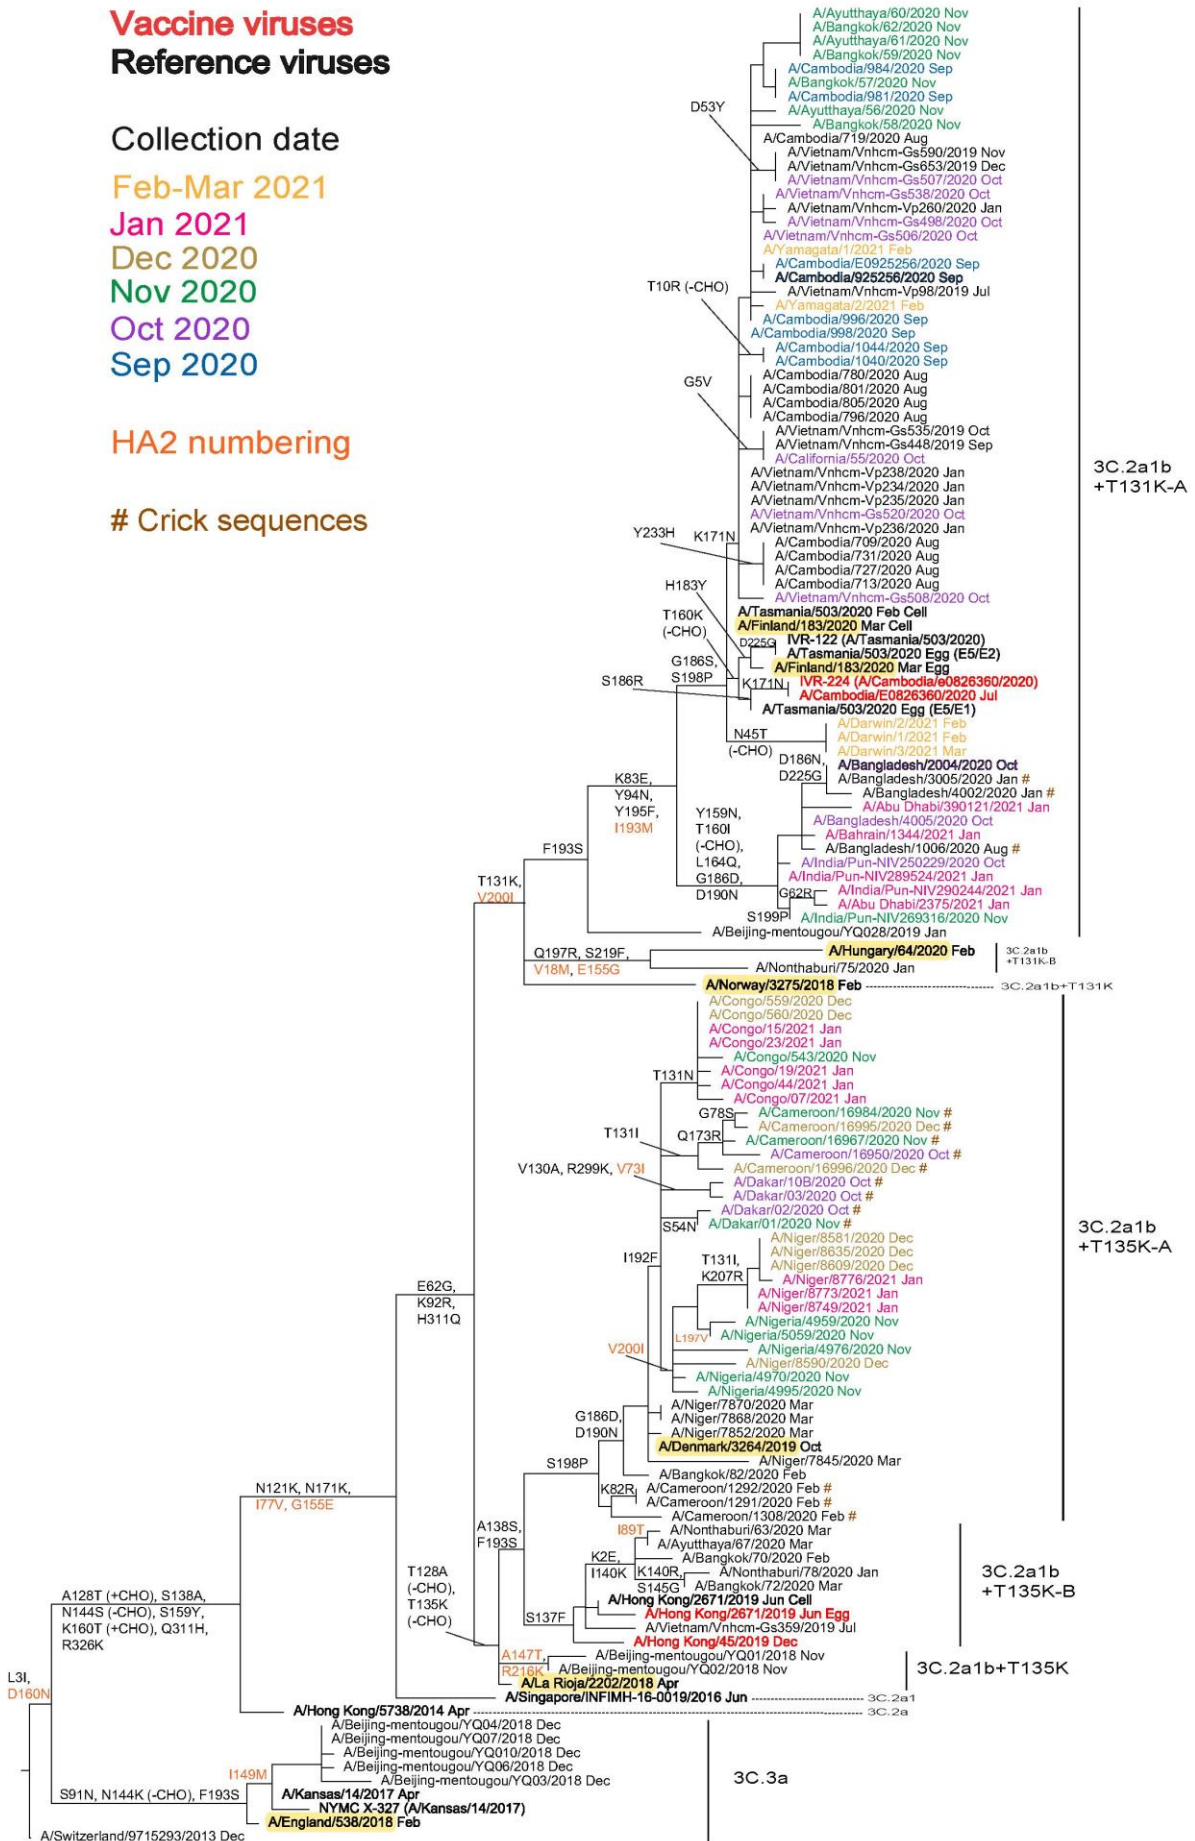 Vaccine viruses
Reference viruses
Collection date
Feb-Mar 2021
Jan 2021
Dec 2020
Nov 2020
Oct 2020
Sep 2020
HA2 numbering
# Crick sequences
A/Ayutthaya/60/2020 Nov
A/Bangkok/62/2020 Nov
A/Ayutthaya/61/2020 Nov
A/Bangkok/59/2020 Nov
A/Cambodia/984/2020 Sep
A/Bangkok/57/2020 Nov
A/Cambodia/981/2020 Sep
A/Ayutthaya/56/2020 Nov
D53Y
A/Bangkok/58/2020 Nov
A/Cambodia/719/2020 Aug
A/Vietnam/Vnhcm-Gs590/2019 Nov
A/Vietnam/Vnhcm-Gs653/2019 Dec
A/Vietnam/Vnhcm-Gs507/2020 Oct
A/Vietnam/Vnhcm-Gs538/2020 Oct
A/Vietnam/Vnhcm-Vp260/2020 Jan
A/Vietnam/Vnhcm-Gs498/2020 Oct
A/Vietnam/Vnhcm-Gs506/2020 Oct
A/Yamagata/1/2021 Feb
A/Cambodia/E0925256/2020 Sep
A/Cambodia/925256/2020 Sep
T10R (-CHO)
A/Vietnam/Vnhcm-Vp98/2019 Jul
A/Yamagata/2/2021 Feb
A/Cambodia/996/2020 Sep
A/Cambodia/998/2020 Sep
A/Cambodia/1044/2020 Sep
A/Cambodia/1040/2020 Sep
G5V
A/Cambodia/780/2020 Aug
A/Cambodia/801/2020 Aug
A/Cambodia/805/2020 Aug
A/Cambodia/796/2020 Aug
A/Vietnam/Vnhcm-Gs535/2019 Oct
A/Vietnam/Vnhcm-Gs448/2019 Sep
A/California/55/2020 Oct
3C.2a1b
+T131K-A
A/Vietnam/Vnhcm-Vp238/2020 Jan
A/Vietnam/Vnhcm-Vp234/2020 Jan
A/Vietnam/Vnhcm-Vp235/2020 Jan
A/Vietnam/Vnhcm-Gs520/2020 Oct
A/Vietnam/Vnhcm-Vp236/2020 Jan
Y233H
K171N
A/Cambodia/709/2020 Aug
A/Cambodia/731/2020 Aug
A/Cambodia/727/2020 Aug
A/Cambodia/713/2020 Aug
H183Y
A/Vietnam/Vnhcm-Gs508/2020 Oct
A/Tasmania/503/2020 Feb Cell
T160K
(-CHO)
A/Finland/183/2020 Mar Cell
D225G
IVR-122 (A/Tasmania/503/2020)
A/Tasmania/503/2020 Egg (E5/E2)
G186S,
S198P
A/Finland/183/2020 Mar Egg
S186R
K171N
IVR-224 (A/Cambodia/e0826360/2020)
A/Cambodia/E0826360/2020 Jul
A/Tasmania/503/2020 Egg (E5/E1)
A/Darwin/2/2021 Feb
N45T
(-CHO)
A/Darwin/1/2021 Feb
A/Darwin/3/2021 Mar
D186N,
D225G
A/Bangladesh/2004/2020 Oct
A/Bangladesh/3005/2020 Jan #
A/Bangladesh/4002/2020 Jan #
K83E,
Y94N,
Y195F,
I193M
Y159N,
T160I
(-CHO),
L164Q,
G186D,
D190N
A/Abu Dhabi/390121/2021 Jan
A/Bangladesh/4005/2020 Oct
A/Bahrain/1344/2021 Jan
A/Bangladesh/1006/2020 Aug #
A/India/Pun-NIV250229/2020 Oct
A/India/Pun-NIV289524/2021 Jan
F193S
G62R
A/India/Pun-NIV290244/2021 Jan
A/Abu Dhabi/2375/2021 Jan
S199P
A/India/Pun-NIV269316/2020 Nov
T131K,
V200I
A/Beijing-mentougou/YQ028/2019 Jan
Q197R, S219F,
V18M, E155G
A/Hungary/64/2020 Feb
A/Nonthaburi/75/2020 Jan
3C.2a1b
+T131K-B
A/Norway/3275/2018 Feb
3C.2a1b+T131K
A/Congo/559/2020 Dec
A/Congo/560/2020 Dec
A/Congo/15/2021 Jan
A/Congo/23/2021 Jan
A/Congo/543/2020 Nov
T131N
A/Congo/19/2021 Jan
A/Congo/44/2021 Jan
A/Congo/07/2021 Jan
G78S
A/Cameroon/16984/2020 Nov #
A/Cameroon/16995/2020 Dec #
T131I
Q173R
A/Cameroon/16967/2020 Nov #
A/Cameroon/16950/2020 Oct #
A/Cameroon/16996/2020 Dec #
V130A, R299K, V73I
A/Dakar/10B/2020 Oct #
A/Dakar/03/2020 Oct #
A/Dakar/02/2020 Oct #
S54N
A/Dakar/01/2020 Nov #
3C.2a1b
+T135K-A
A/Niger/8581/2020 Dec
A/Niger/8635/2020 Dec
I192F
T131I,
K207R
A/Niger/8609/2020 Dec
A/Niger/8776/2021 Jan
A/Niger/8773/2021 Jan
A/Niger/8749/2021 Jan
A/Nigeria/4959/2020 Nov
L197V
A/Nigeria/5059/2020 Nov
V200I
A/Nigeria/4976/2020 Nov
A/Niger/8590/2020 Dec
A/Nigeria/4970/2020 Nov
A/Nigeria/4995/2020 Nov
E62G,
K92R,
H311Q
A/Niger/7870/2020 Mar
G186D,
D190N
A/Niger/7868/2020 Mar
A/Niger/7852/2020 Mar
A/Denmark/3264/2019 Oct
A/Niger/7845/2020 Mar
S198P
A/Bangkok/82/2020 Feb
K82R
A/Cameroon/1292/2020 Feb #
A/Cameroon/1291/2020 Feb #
A/Cameroon/1308/2020 Feb #
N121K, N171K,
I77V, G155E
A138S,
F193S
I89T
A/Nonthaburi/63/2020 Mar
A/Ayutthaya/67/2020 Mar
K2E,
I140K
A/Bangkok/70/2020 Feb
K140R,
S145G
A/Nonthaburi/78/2020 Jan
A/Bangkok/72/2020 Mar
3C.2a1b
+T135K-B
T128A
(-CHO),
T135K
(-CHO)
A/Hong Kong/2671/2019 Jun Cell
S137F
A/Hong Kong/2671/2019 Jun Egg
A/Vietnam/Vnhcm-Gs359/2019 Jul
A/Hong Kong/45/2019 Dec
A128T (+CHO), S138A,
N144S (-CHO), S159Y,
K160T (+CHO), Q311H,
R326K
A147T,
R216K
A/Beijing-mentougou/YQ01/2018 Nov
A/Beijing-mentougou/YQ02/2018 Nov
A/La Rioja/2202/2018 Apr
3C.2a1b+T135K
L3I,
D160N
A/Singapore/INFIMH-16-0019/2016 Jun
3C.2a1
A/Hong Kong/5738/2014 Apr
3C.2a
A/Beijing-mentougou/YQ04/2018 Dec
A/Beijing-mentougou/YQ07/2018 Dec
A/Beijing-mentougou/YQ010/2018 Dec
I149M
A/Beijing-mentougou/YQ06/2018 Dec
A/Beijing-mentougou/YQ03/2018 Dec
3C.3a
S91N, N144K (-CHO), F193S
A/Kansas/14/2017 Apr
NYMC X-327 (A/Kansas/14/2017)
A/England/538/2018 Feb
A/Switzerland/9715293/2013 Dec